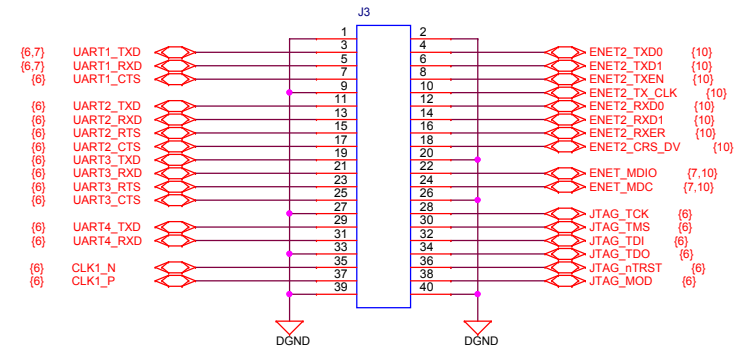 J3
1 2
{6,7} UART1_TXD 3 4 ENET2_TXD0 {10}
{6,7} UART1_RXD 5 6 ENET2_TXD1 {10}
{6} UART1_CTS 7 8 ENET2_TXEN {10}
9 10 ENET2_TX_CLK {10}
{6} UART2_TXD 11 12 ENET2_RXD0 {10}
{6} UART2_RXD 13 14 ENET2_RXD1 {10}
{6} UART2_RTS 15 16 ENET2_RXER {10}
{6} UART2_CTS 17 18 ENET2_CRS_DV {10}
{6} UART3_TXD 19 20
{6} UART3_RXD 21 22 ENET_MDIO {7,10}
{6} UART3_RTS 23 24 ENET_MDC {7,10}
{6} UART3_CTS 25 26
27 28 JTAG_TCK {6}
{6} UART4_TXD 29 30 JTAG_TMS {6}
{6} UART4_RXD 31 32 JTAG_TDI {6}
33 34 JTAG_TDO {6}
{6} CLK1_N 35 36 JTAG_nTRST {6}
{6} CLK1_P 37 38 JTAG_MOD {6}
39 40
DGND DGND